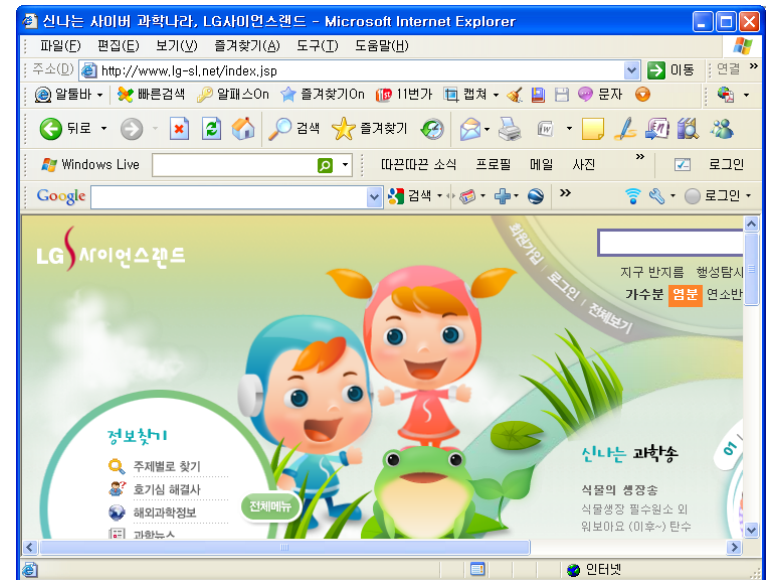 신나는 사이버 과학나라, LG사이언스랜드 - Microsoft Internet Explorer
파일(F) 편집(E) 보기(V) 즐겨찾기(A) 도구(T) 도움말(H)
주소(D) http://www.lg-sl.net/index.jsp 이동 연결 »
알툴바 빠른검색 알패스On 즐겨찾기On 11번가 캡쳐 문자
뒤로 검색 즐겨찾기
Windows Live 따끈따끈 소식 프로필 메일 사진 » 로그인
Google 검색 » 로그인
LG 사이언스랜드
회원가입 | 로그인 | 전체보기
지구 반지름 행성탐사
가수분 염분 연소반
정보찾기
주제별로 찾기
호기심 해결사
해외과학정보
과학뉴스
전체메뉴
신나는 과학송
01
식물의 생장송
식물생장 필수원소 외
워보아요 (이후~) 탄수
인터넷